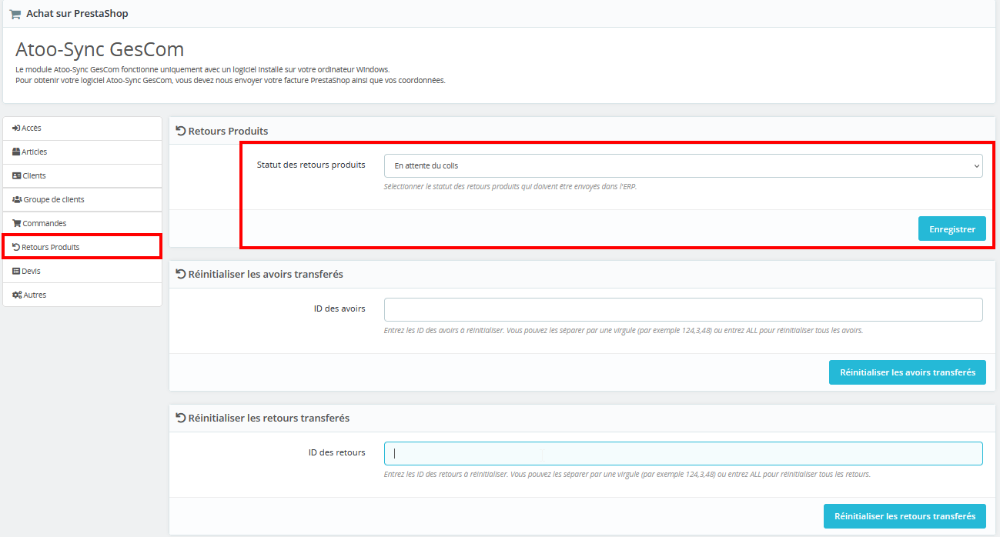 Achat sur PrestaShop
Atoo-Sync GesCom
Le module Atoo-Sync GesCom fonctionne uniquement avec un logiciel installé sur votre ordinateur Windows.
Pour obtenir votre logiciel Atoo-Sync GesCom, vous devez nous envoyer votre facture PrestaShop ainsi que vos coordonnées.
Accès
Articles
Clients
Groupe de clients
Commandes
Retours Produits
Devis
Autres
Retours Produits
Statut des retours produits
En attente du colis
Sélectionner le statut des retours produits qui doivent être envoyés dans l'ERP.
Enregistrer
Réinitialiser les avoirs transferés
ID des avoirs
Entrez les ID des avoirs à réinitialiser. Vous pouvez les séparer par une virgule (par exemple 124,3,48) ou entrez ALL pour réinitialiser tous les avoirs.
Réinitialiser les avoirs transferés
Réinitialiser les retours transferés
ID des retours
Entrez les ID des retours à réinitialiser. Vous pouvez les séparer par une virgule (par exemple 124,3,48) ou entrez ALL pour réinitialiser tous les retours.
Réinitialiser les retours transferés